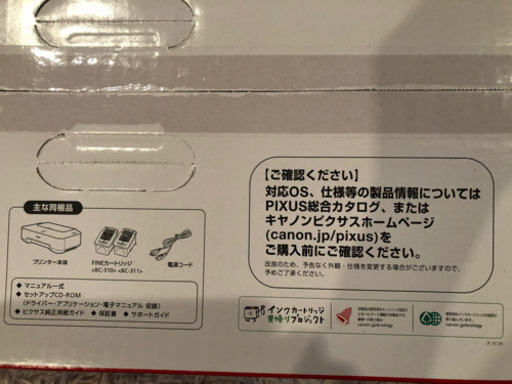 主な同梱品
プリンター本体
FINEカートリッジ
<BC-310> <BC-311>
電源コード
◆ マニュアル一式
◆ セットアップCD-ROM
(ドライバー・アプリケーション・電子マニュアル 収録)
◆ ピクサス純正用紙ガイド ◆ 保証書 ◆ サポートガイド
【ご確認ください】
対応OS、仕様等の製品情報については
PIXUS総合カタログ、または
キヤノンピクサスホームページ
(canon.jp/pixus)を
ご購入前にご確認ください。
改良のため、予告なく外観・仕様を変更する場合がございますので、
予めご了承ください。
インクカートリッジ
里帰りプロジェクト
canon.jp/ecology
canon.jp/ecology